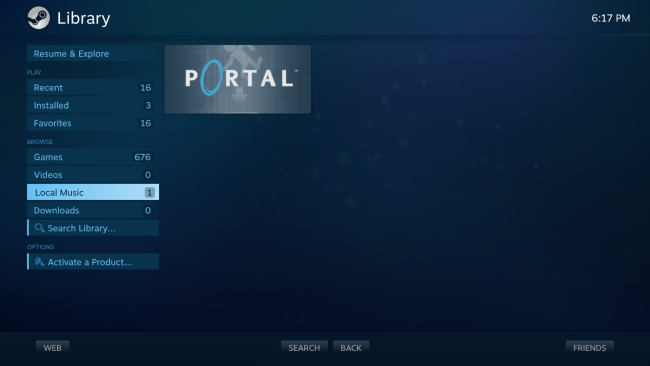 Library
6:17 PM
Resume & Explore
PLAY
Recent 16
Installed 3
Favorites 16
BROWSE
Games 676
Videos 0
Local Music 1
Downloads 0
Search Library...
OPTIONS
Activate a Product...
PORTAL™
WEB
SEARCH
BACK
FRIENDS